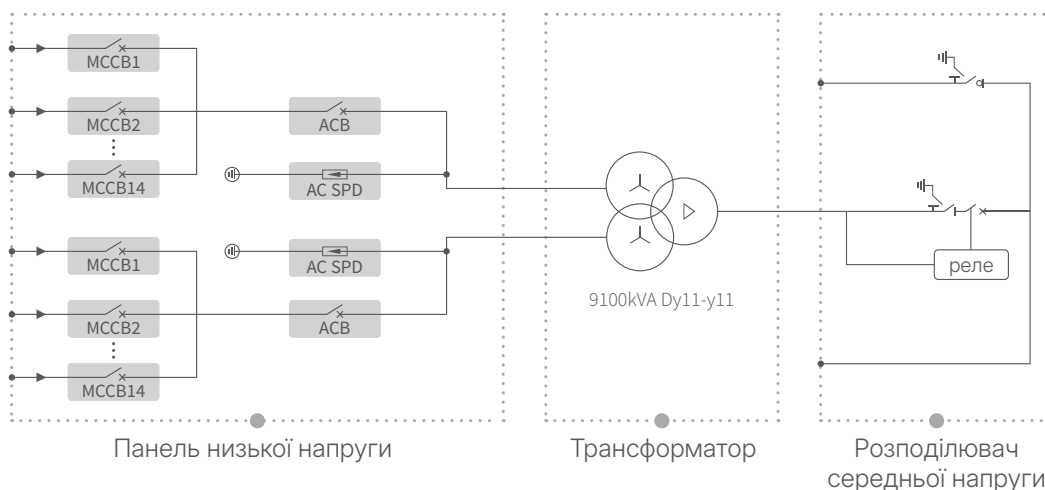 MCCB1
MCCB2
ACB
MCCB14
AC SPD
MCCB1
AC SPD
MCCB2
ACB
MCCB14
9100kVA Dy11-y11
реле
Панель низької напруги
Трансформатор
Розподілювач
середньої напруги